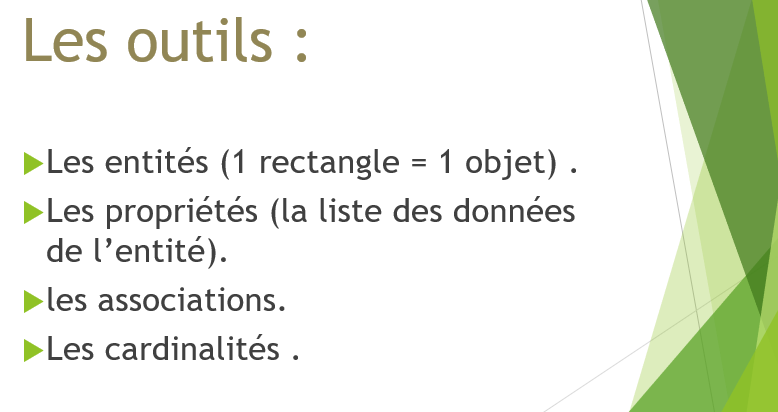 Les outils :
Les entités (1 rectangle = 1 objet) .
Les propriétés (la liste des données
de l’entité).
les associations.
Les cardinalités .